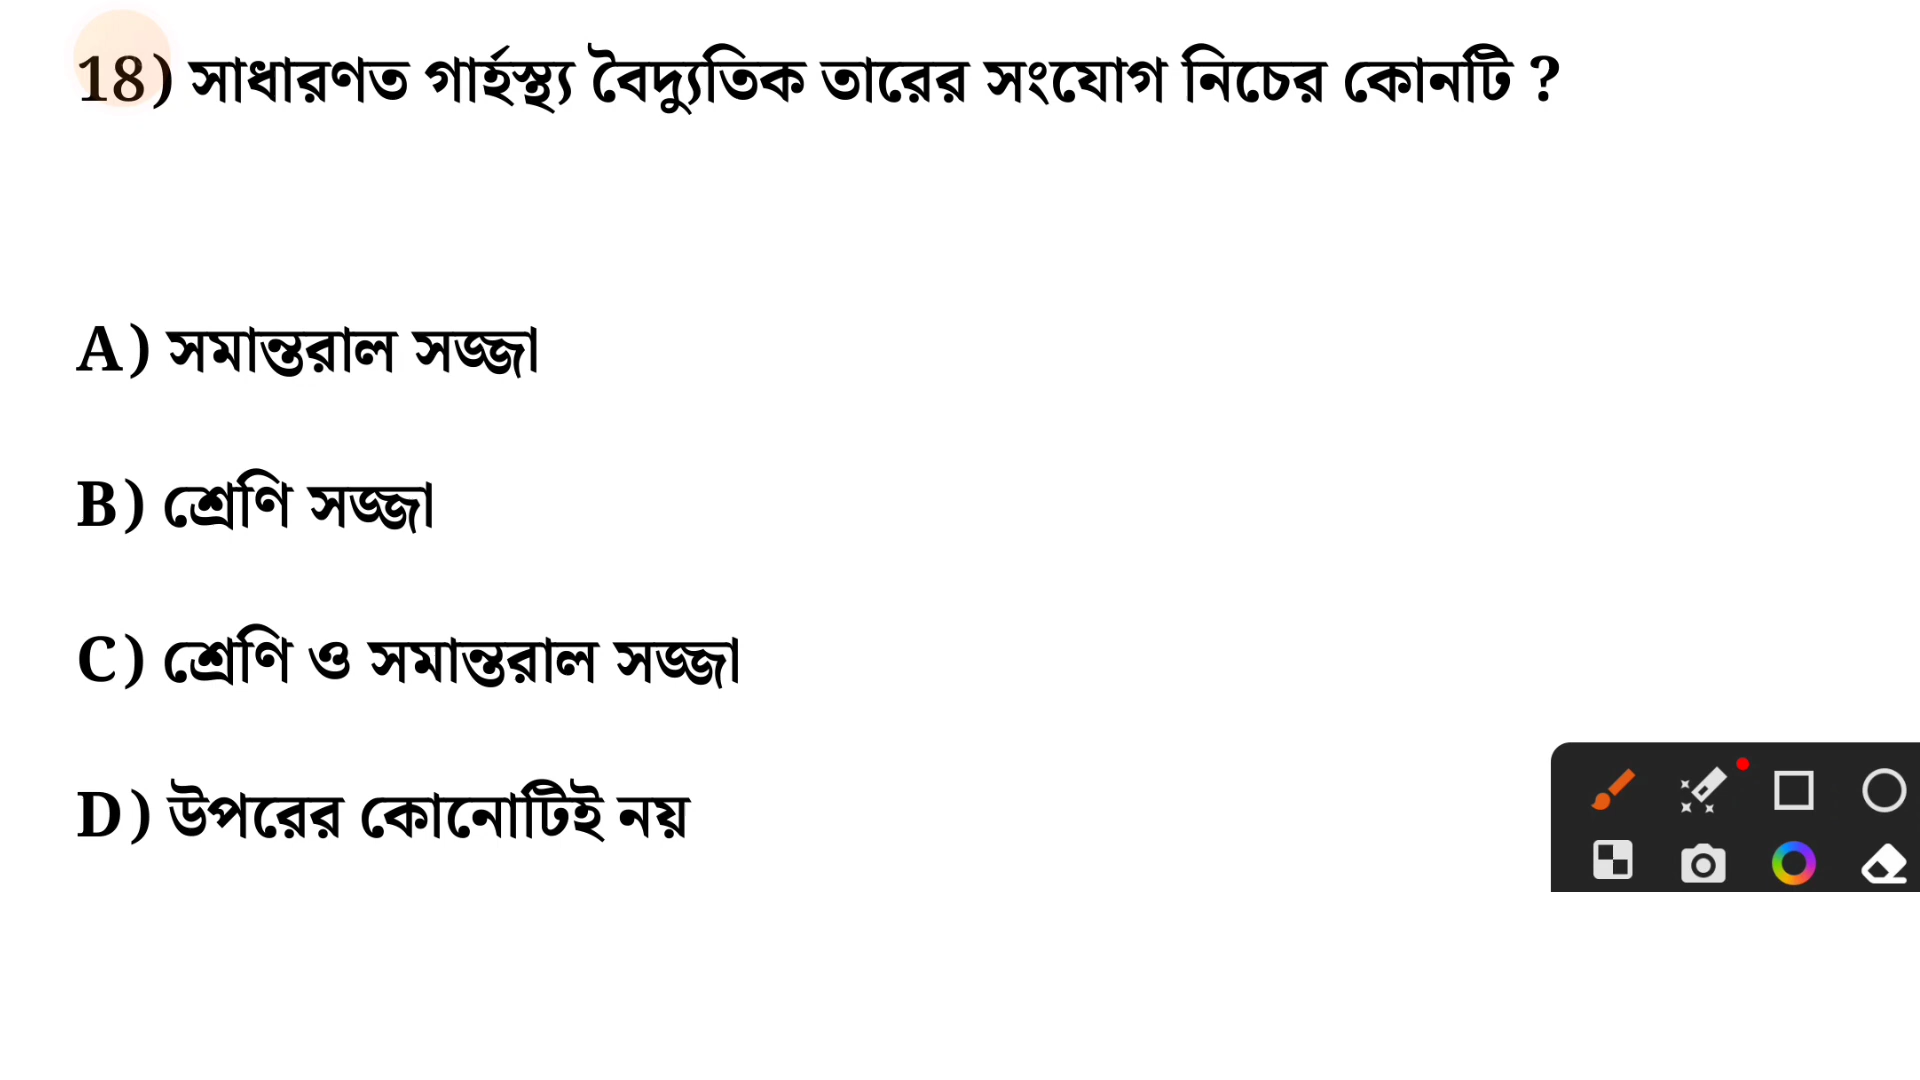 18) সাধারণত গার্হস্থ্য বৈদ্যুতিক তারের সংযোগ নিচের কোনটি ?
A) সমান্তরাল সজ্জা
B) শ্রেণি সজ্জা
C) শ্রেণি ও সমান্তরাল সজ্জা
D) উপরের কোনোটিই নয়